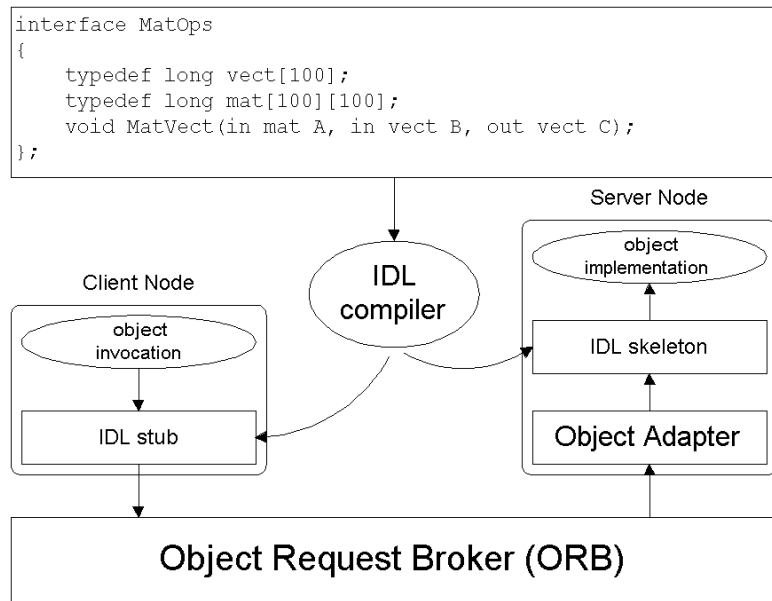 interface MatOps
{
    typedef long vect[100];
    typedef long mat[100][100];
    void MatVect(in mat A, in vect B, out vect C);
};
Server Node
object
implementation
IDL
compiler
Client Node
object
invocation
IDL skeleton
IDL stub
Object Adapter
Object Request Broker (ORB)